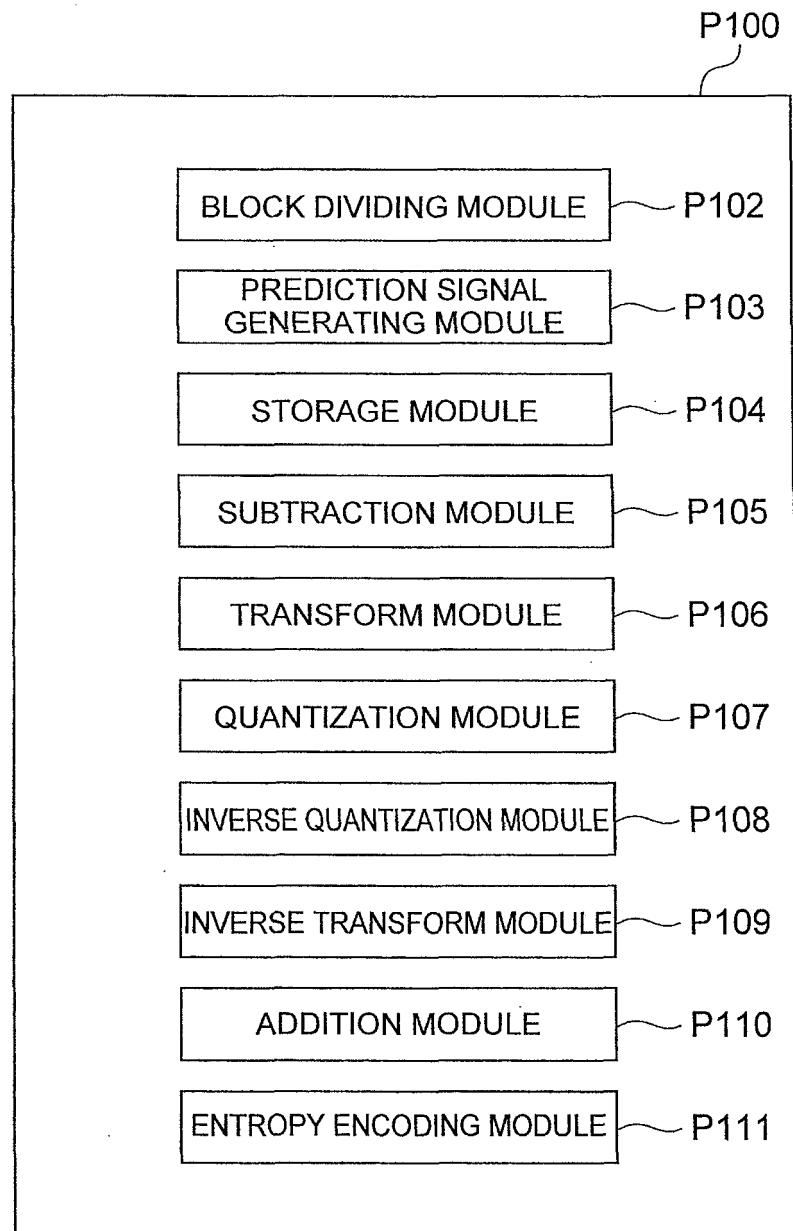 P100
BLOCK DIVIDING MODULE P102
PREDICTION SIGNAL
GENERATING MODULE P103
STORAGE MODULE P104
SUBTRACTION MODULE P105
TRANSFORM MODULE P106
QUANTIZATION MODULE P107
INVERSE QUANTIZATION MODULE P108
INVERSE TRANSFORM MODULE P109
ADDITION MODULE P110
ENTROPY ENCODING MODULE P111